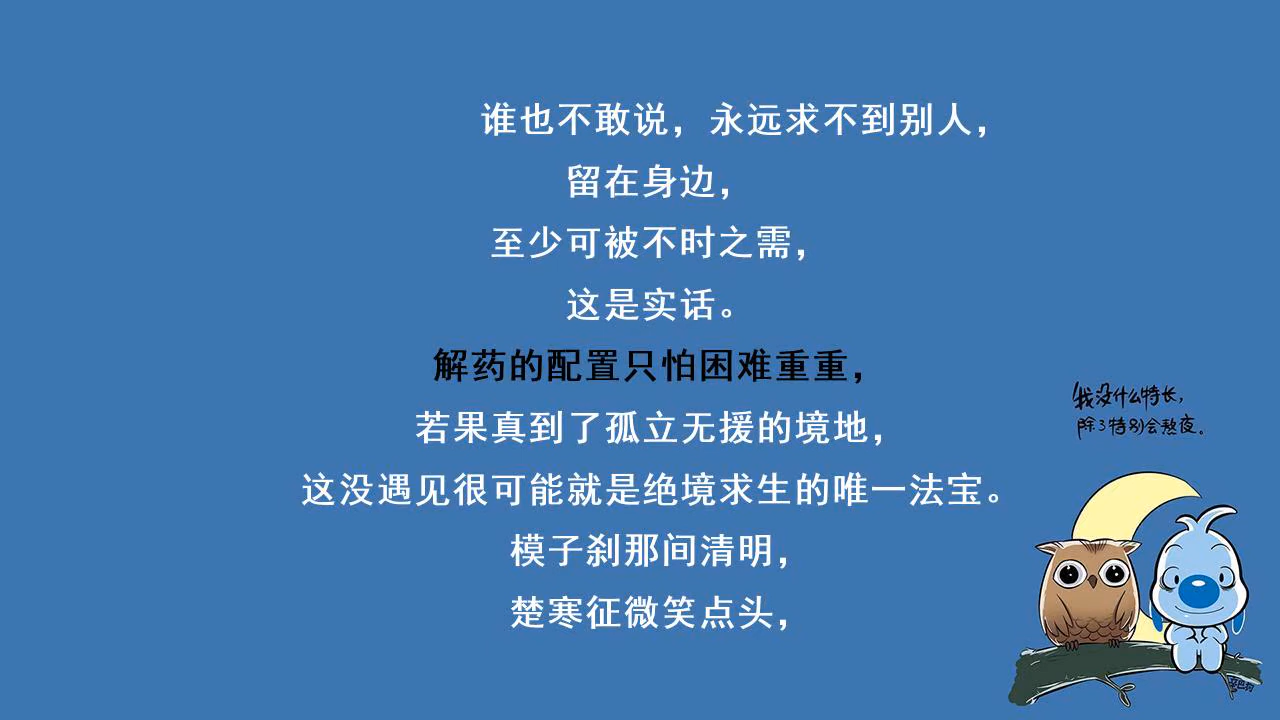 谁也不敢说，永远求不到别人，
留在身边，
至少可被不时之需，
这是实话。
解药的配置只怕困难重重，
若果真到了孤立无援的境地，
这没遇见很可能就是绝境求生的唯一法宝。
模子刹那间清明，
楚寒征微笑点头，
我没什么特长，
除了特别会熬夜。